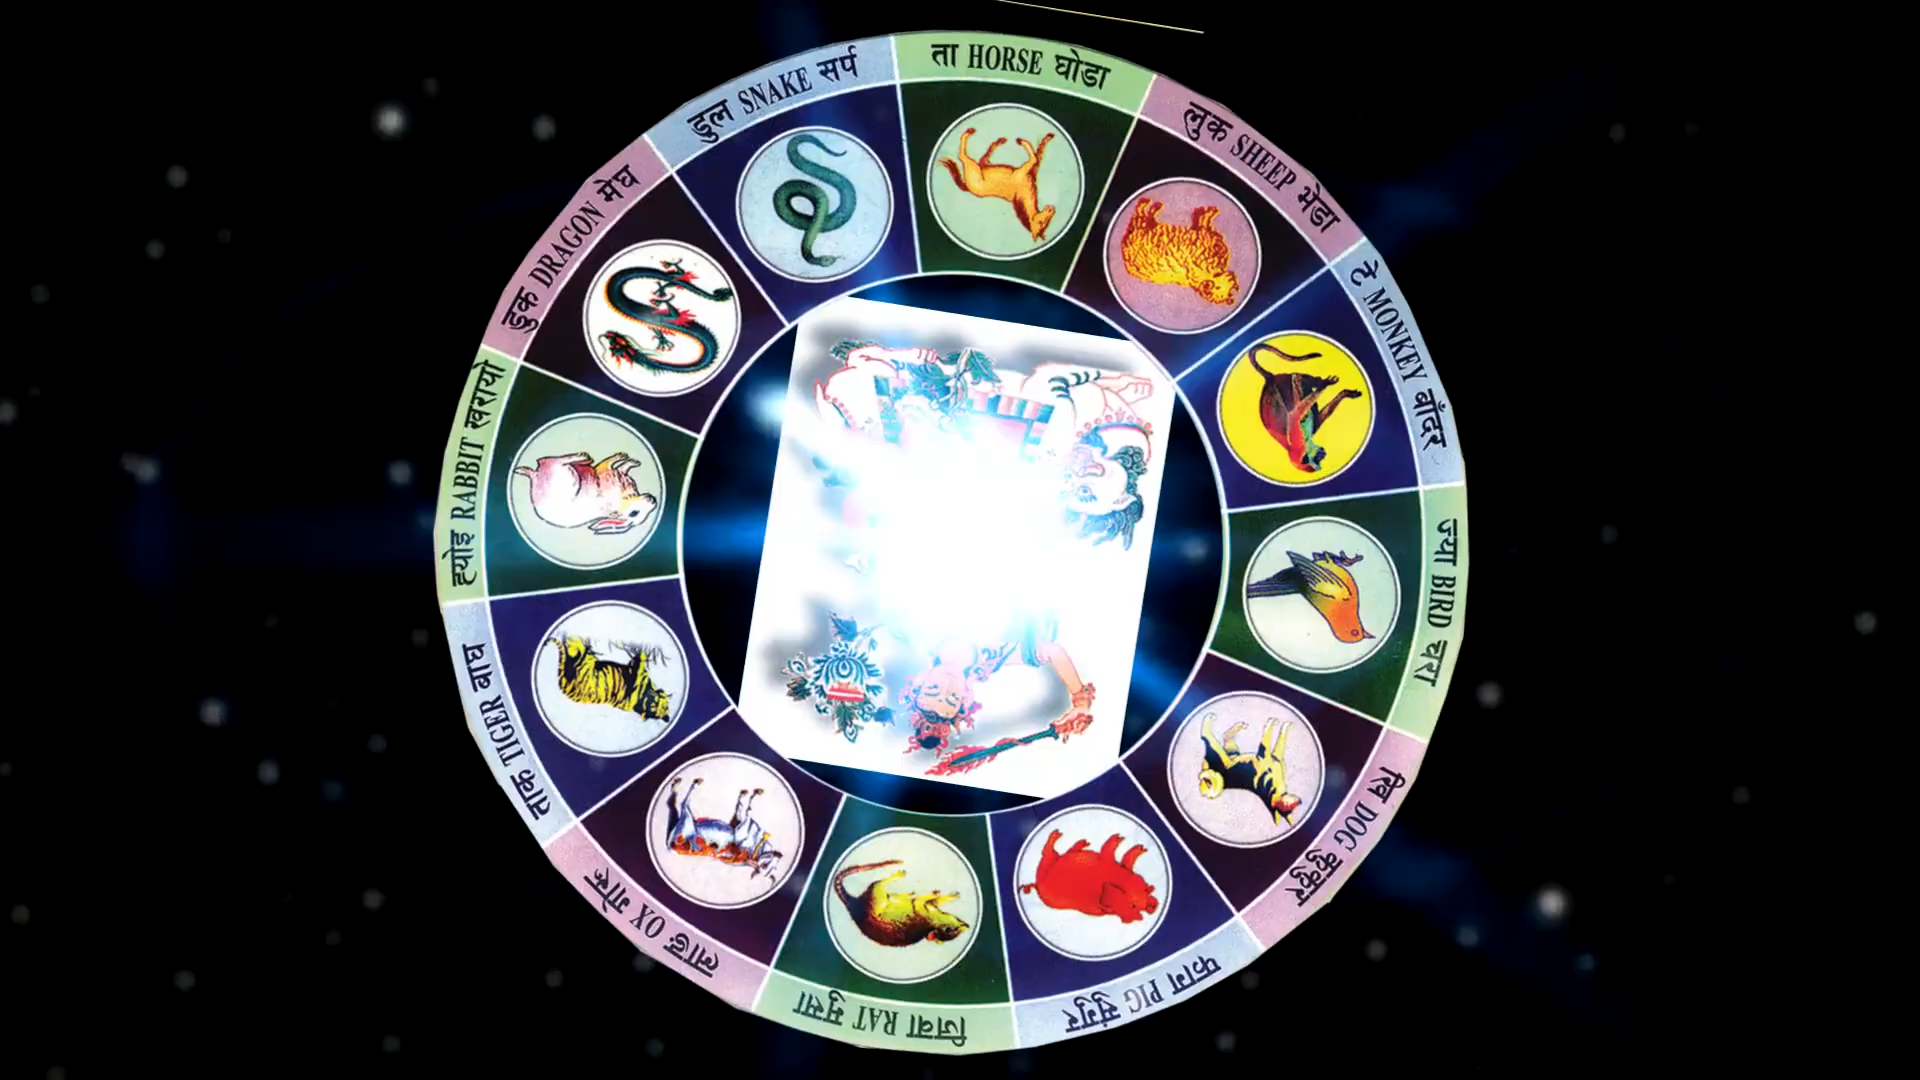 ता HORSE घोडा
लुक SHEEP भेडा
टे MONKEY बाँदर
ज्या BIRD चरा
खि DOG कुकुर
फाग PIG सुंगुर
जिवा RAT मुसा
लाङ OX गोरु
ताक TIGER बाघ
ह्योइ RABBIT खरायो
डुक DRAGON मेघ
डुल SNAKE सर्प